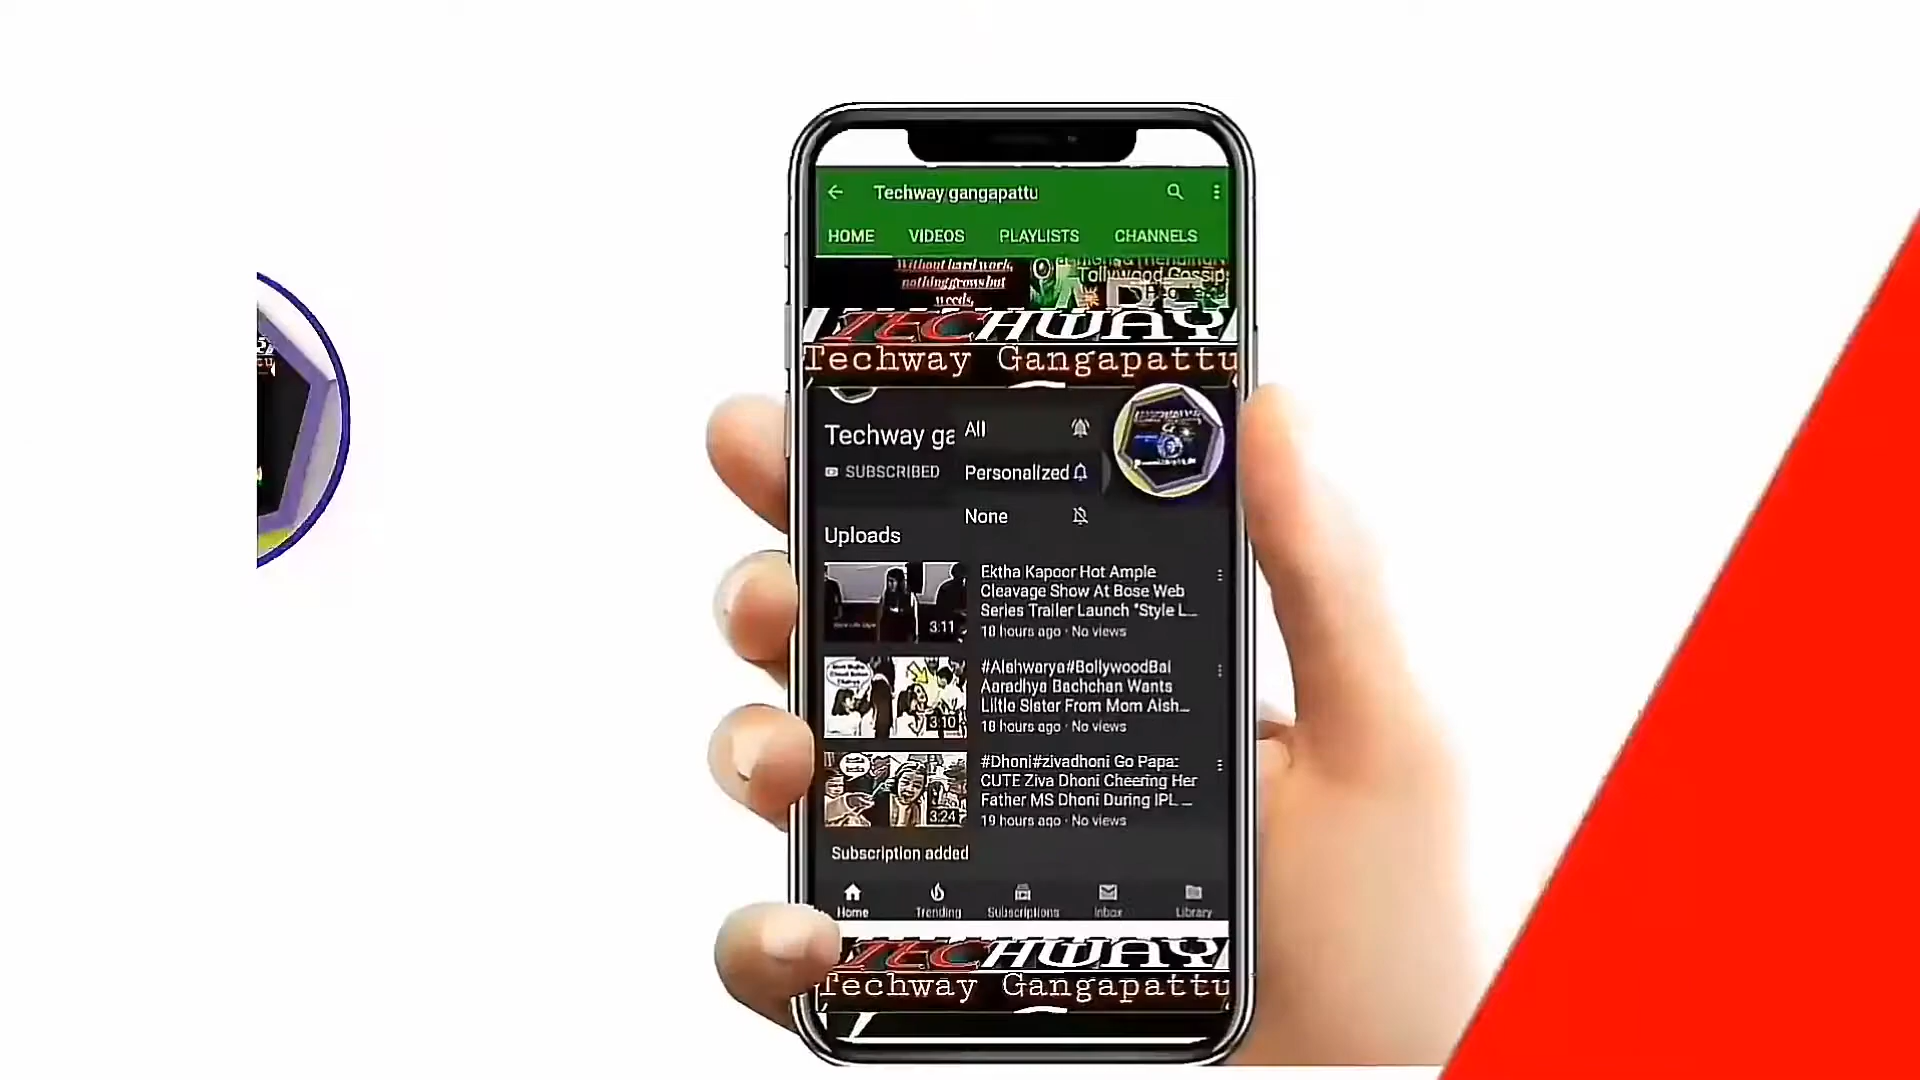 Techway gangapattu
HOME VIDEOS PLAYLISTS CHANNELS
Without hard work,
nothing grows but
weeds,
Tollywood Gossip
TECHWAY
Techway Gangapattu
Techway ga
SUBSCRIBED
All
Personalized
None
Uploads
Ektha Kapoor Hot Ample
Cleavage Show At Bose Web
Series Trailer Launch "Style L...
18 hours ago · No views
3:11
#Aishwarya#BollywoodBal
Aaradhya Bachchan Wants
Little Sister From Mom Aish...
18 hours ago · No views
3:10
#Dhoni#zivadhoni Go Papa:
CUTE Ziva Dhoni Cheering Her
Father MS Dhoni During IPL ...
19 hours ago · No views
3:24
Subscription added
Home Trending Subscriptions Inbox Library
TECHWAY
Techway Gangapattu